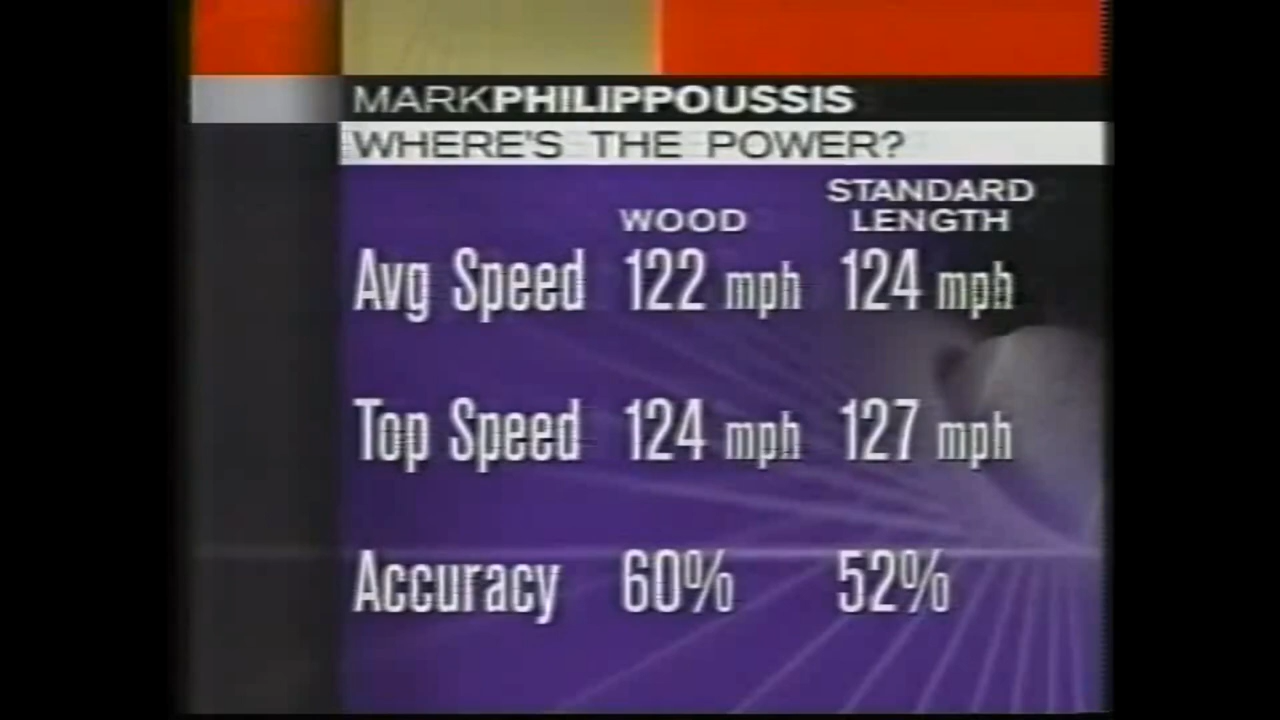 MARKPHILIPPOUSSIS
WHERE'S THE POWER?
WOOD STANDARD LENGTH
Avg Speed 122 mph 124 mph
Top Speed 124 mph 127 mph
Accuracy 60% 52%